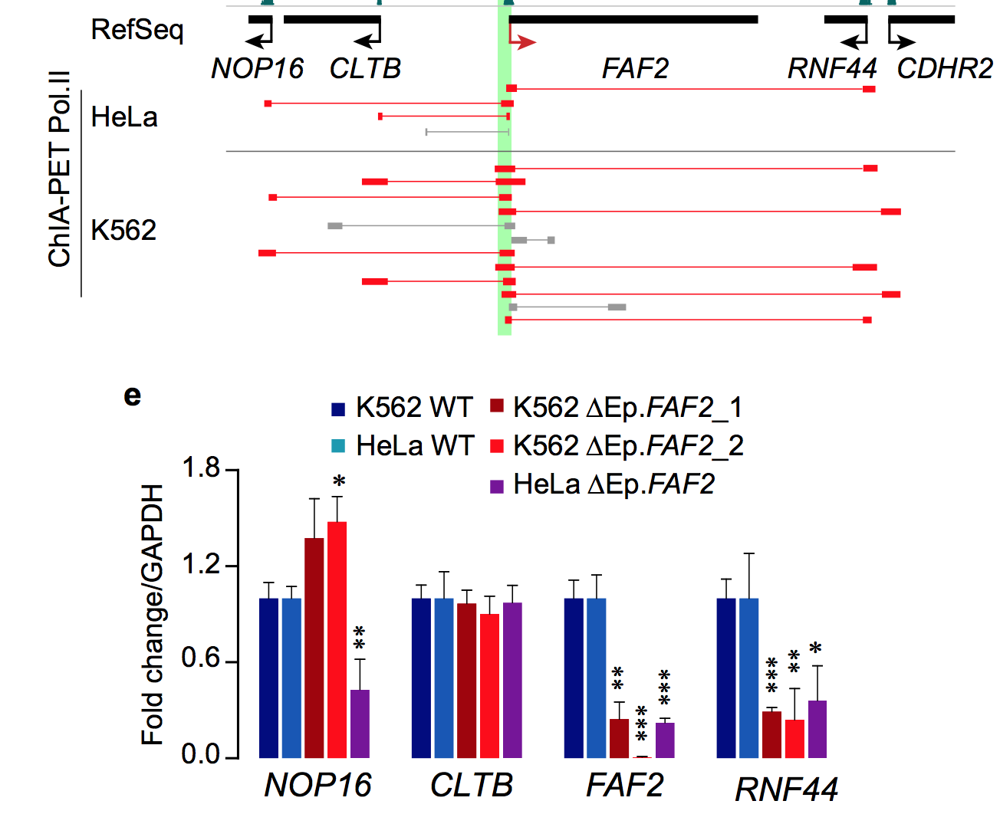 RefSeq
NOP16 CLTB FAF2 RNF44 CDHR2
ChIA-PET Pol.II
HeLa
K562
e
K562 WT K562 ΔEp.FAF2_1
HeLa WT K562 ΔEp.FAF2_2
HeLa ΔEp.FAF2
Fold change/GAPDH
1.8
1.2
0.6
0.0
*
**
**
***
***
***
**
*
NOP16 CLTB FAF2 RNF44